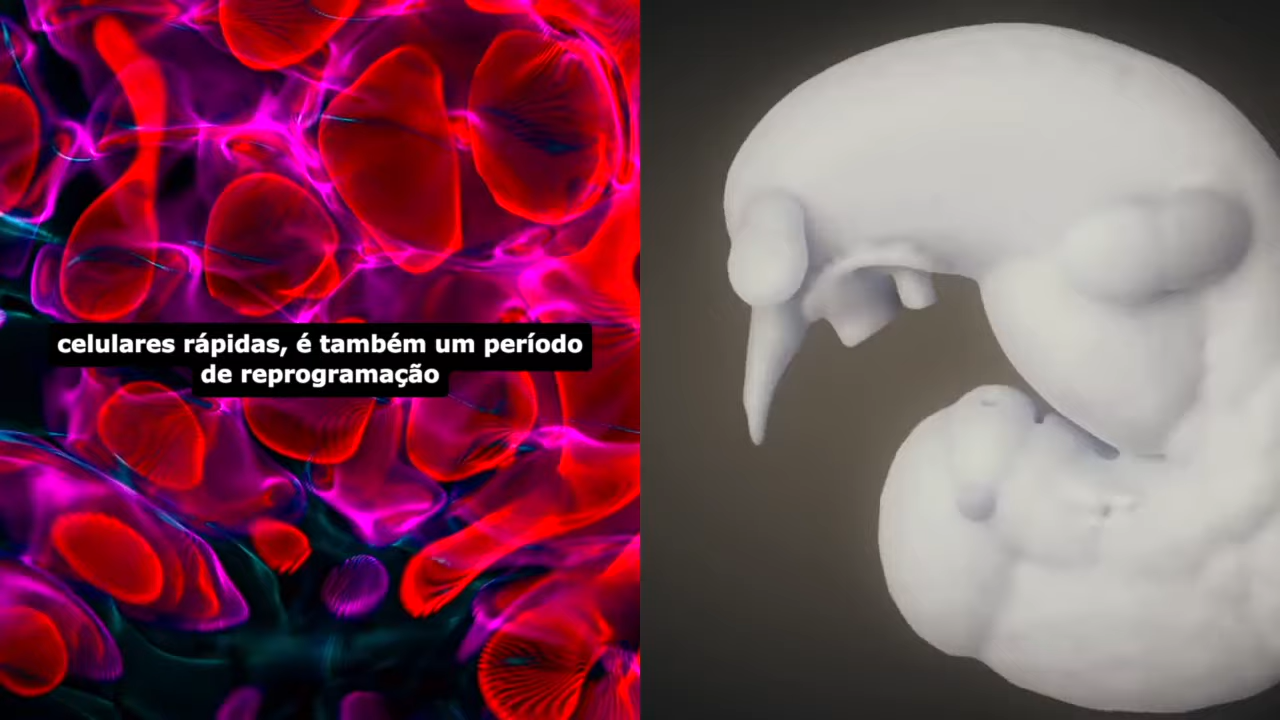 celulares rápidas, é também um período
de reprogramação